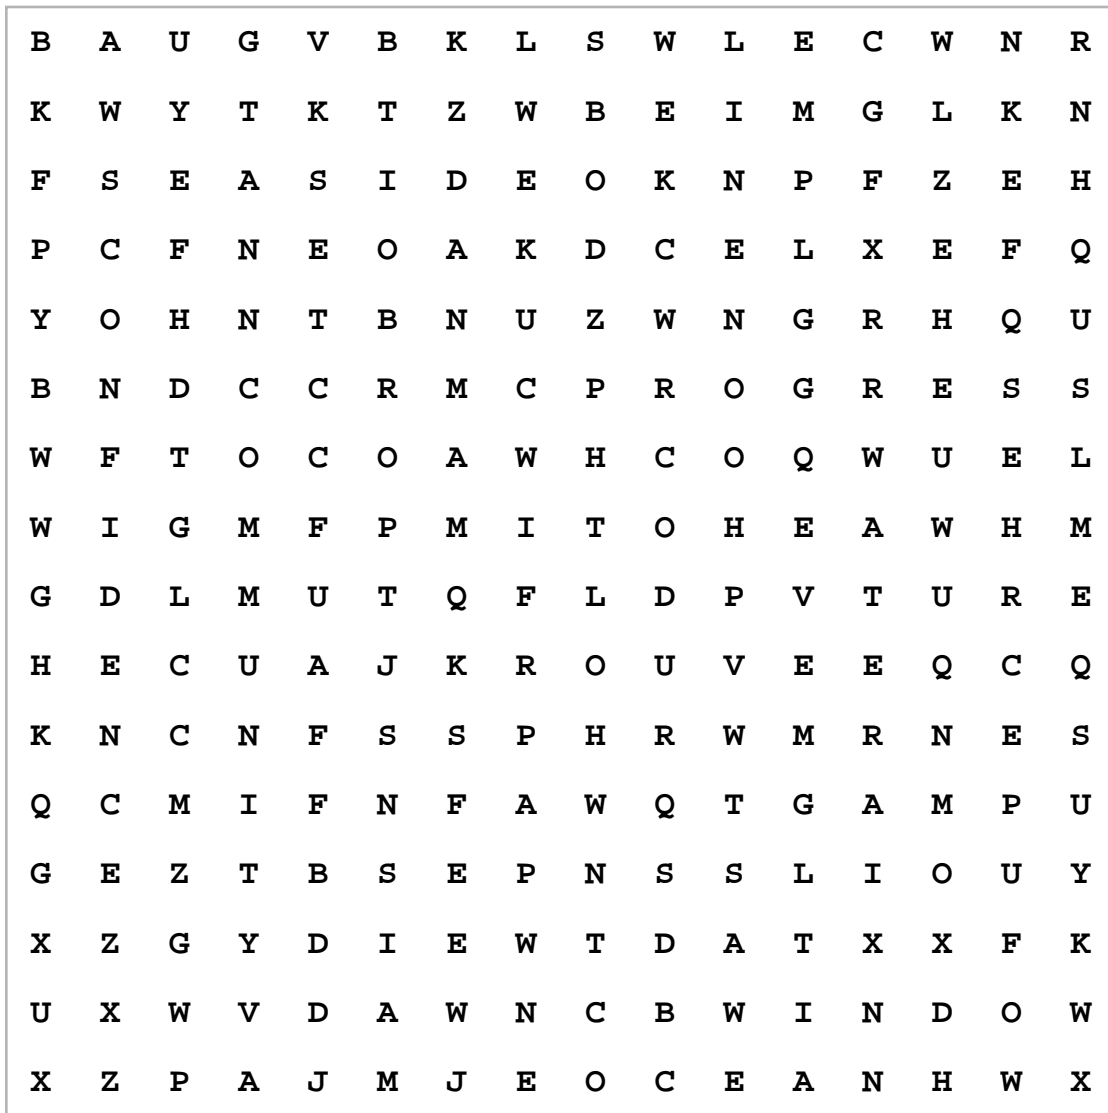 B A U G V B K L S W L E C W N R
K W Y T K T Z W B E I M G L K N
F S E A S I D E O K N P F Z E H
P C F N E O A K D C E L X E F Q
Y O H N T B N U Z W N G R H Q U
B N D C C R M C P R O G R E S S
W F T O C O A W H C O Q W U E L
W I G M F P M I T O H E A W H M
G D L M U T Q F L D P V T U R E
H E C U A J K R O U V E E Q C Q
K N C N F S S P H R W M R N E S
Q C M I F N F A W Q T G A M P U
G E Z T B S E P N S S L I O U Y
X Z G Y D I E W T D A T X X F K
U X W V D A W N C B W I N D O W
X Z P A J M J E O C E A N H W X